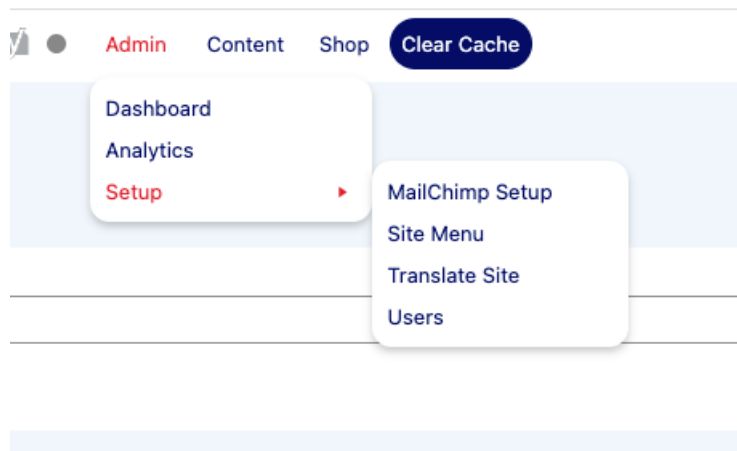 Admin Content Shop Clear Cache
Dashboard
Analytics
Setup
MailChimp Setup
Site Menu
Translate Site
Users